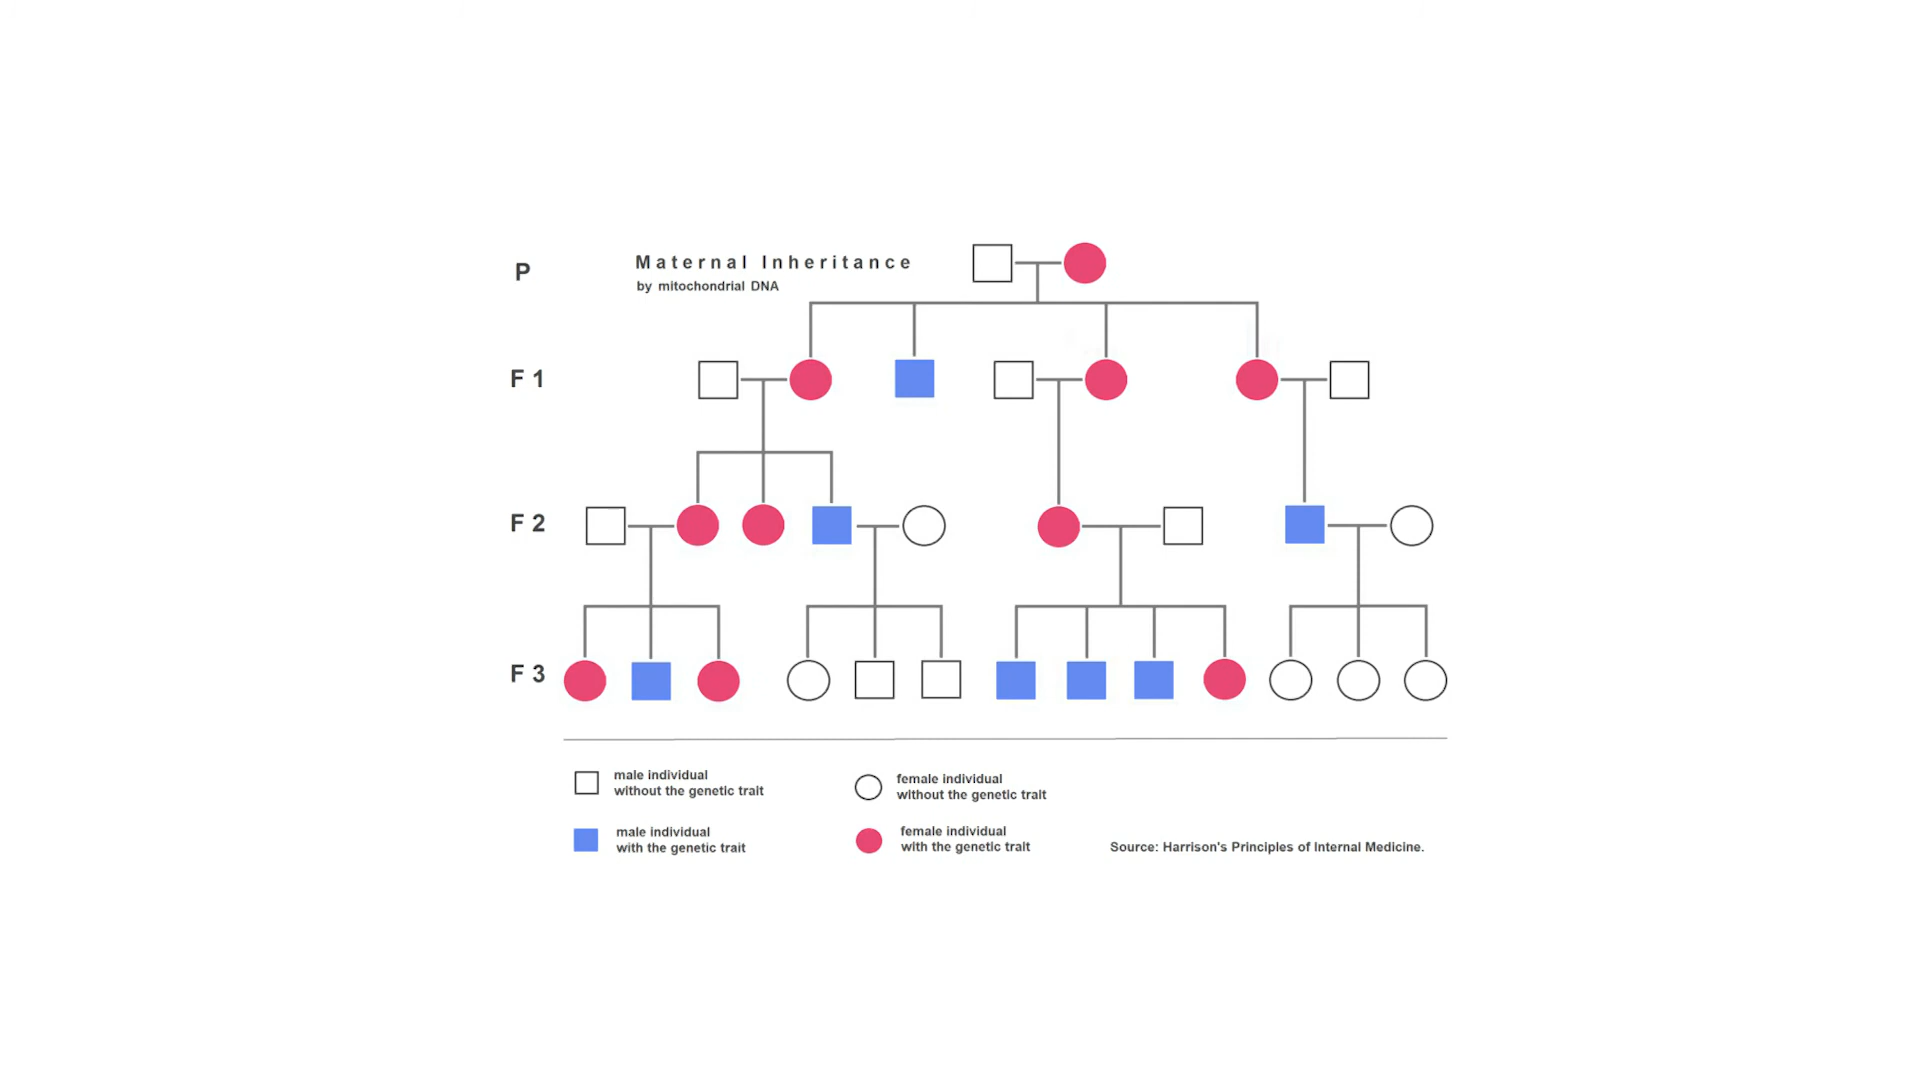 P
Maternal Inheritance
by mitochondrial DNA
F 1
F 2
F 3
male individual
without the genetic trait
female individual
without the genetic trait
male individual
with the genetic trait
female individual
with the genetic trait
Source: Harrison's Principles of Internal Medicine.